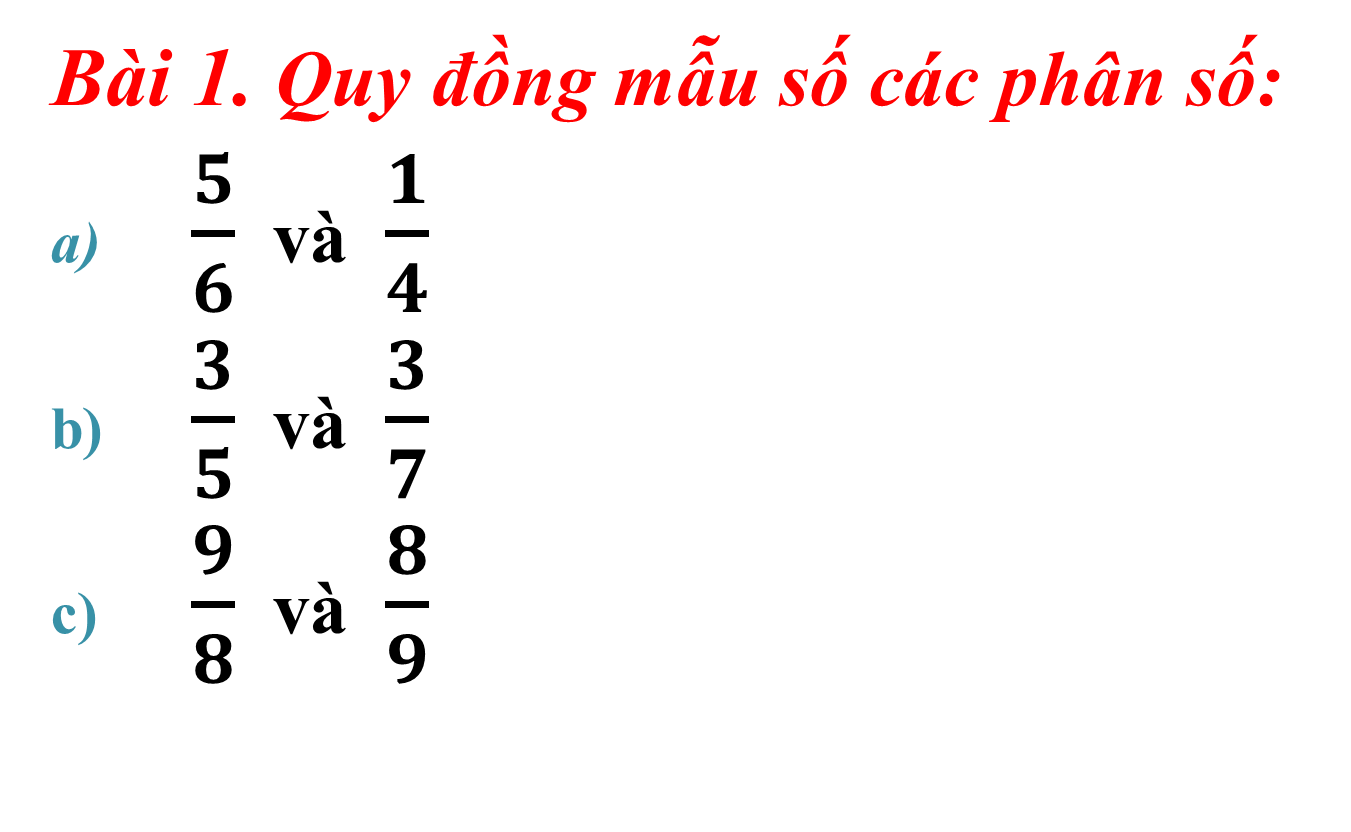 Bài 1. Quy đồng mẫu số các phân số:
a) 5/6 và 1/4
b) 3/5 và 3/7
c) 9/8 và 8/9